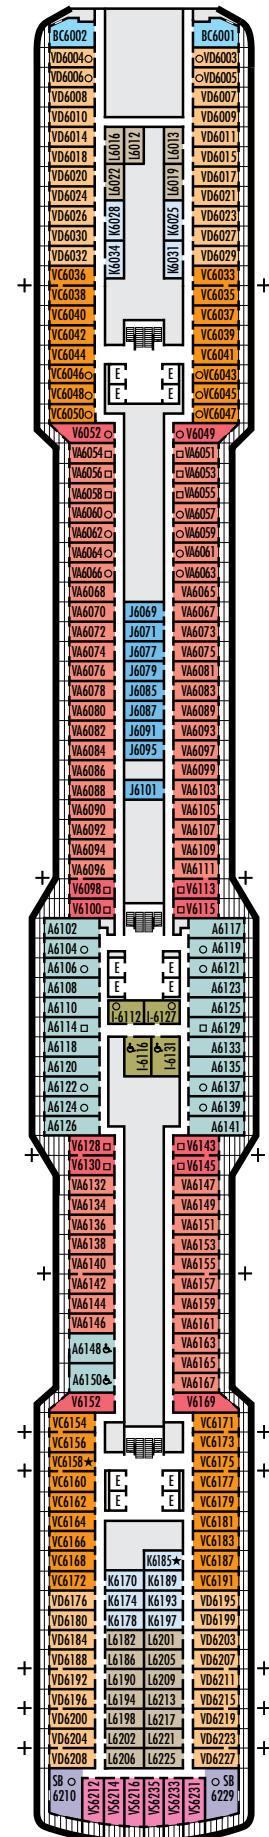 BC6002 BC6001
VD6004 VD6003
VD6006 L6016 L6012 L6013 VD6005
VD6008 VD6007
VD6010 VD6009
VD6014 VD6011
VD6018 VD6015
VD6020 L6022 L6019 VD6017
VD6024 VD6021
VD6026 K6028 K6025 VD6023
VD6030 VD6027
VD6032 K6034 K6031 VD6029
VC6036 VC6033
VC6038 VC6035
VC6040 VC6037
VC6042 VC6039
VC6044 VC6041
VC6046 E E VC6043
VC6048 E E VC6045
VC6050 VC6047
V6052 V6049
VA6054 VA6051
VA6056 VA6053
VA6058 VA6055
VA6060 VA6057
VA6062 VA6059
VA6064 VA6061
VA6066 VA6063
VA6068 VA6065
VA6070 J6069 VA6067
VA6072 J6071 VA6073
VA6074 J6077 VA6075
VA6076 J6079 VA6081
VA6078 J6085 VA6083
VA6080 J6087 VA6089
VA6082 J6091 VA6093
VA6084 J6095 VA6097
VA6086 VA6099
VA6088 J6101 VA6103
VA6090 VA6105
VA6092 VA6107
VA6094 VA6109
VA6096 VA6111
V6098 V6113
V6100 V6115
A6102 A6117
A6104 A6119
A6106 E E A6121
A6108 E E A6123
A6110 I-6112 I-6127 A6125
A6114 A6129
A6118 I-6116 I-6131 A6133
A6120 A6135
A6122 A6137
A6124 A6139
A6126 A6141
V6128 V6143
V6130 V6145
VA6132 VA6147
VA6134 VA6149
VA6136 VA6151
VA6138 VA6153
VA6140 VA6155
VA6142 VA6157
VA6144 VA6159
VA6146 VA6161
A6148 VA6163
VA6165
A6150 VA6167
V6152 V6169
VC6154 VC6171
VC6156 VC6173
VC6158★ VC6175
VC6160 E E VC6177
VC6162 E E VC6179
VC6164 VC6181
VC6166 VC6183
VC6168 K6185★ VC6187
VC6172 K6170 K6189 VC6191
VD6176 K6174 K6193 VD6195
VD6180 K6178 K6197 VD6199
VD6184 L6182 L6201 VD6203
VD6188 L6186 L6205 VD6207
VD6192 L6190 L6209 VD6211
VD6196 L6194 L6213 VD6215
VD6200 L6198 L6217 VD6219
VD6204 L6202 L6221 VD6223
VD6208 L6206 L6225 VD6227
SB SB
6210 VS6212 VS6214 VS6216 VS6235 VS6233 VS6231 6229